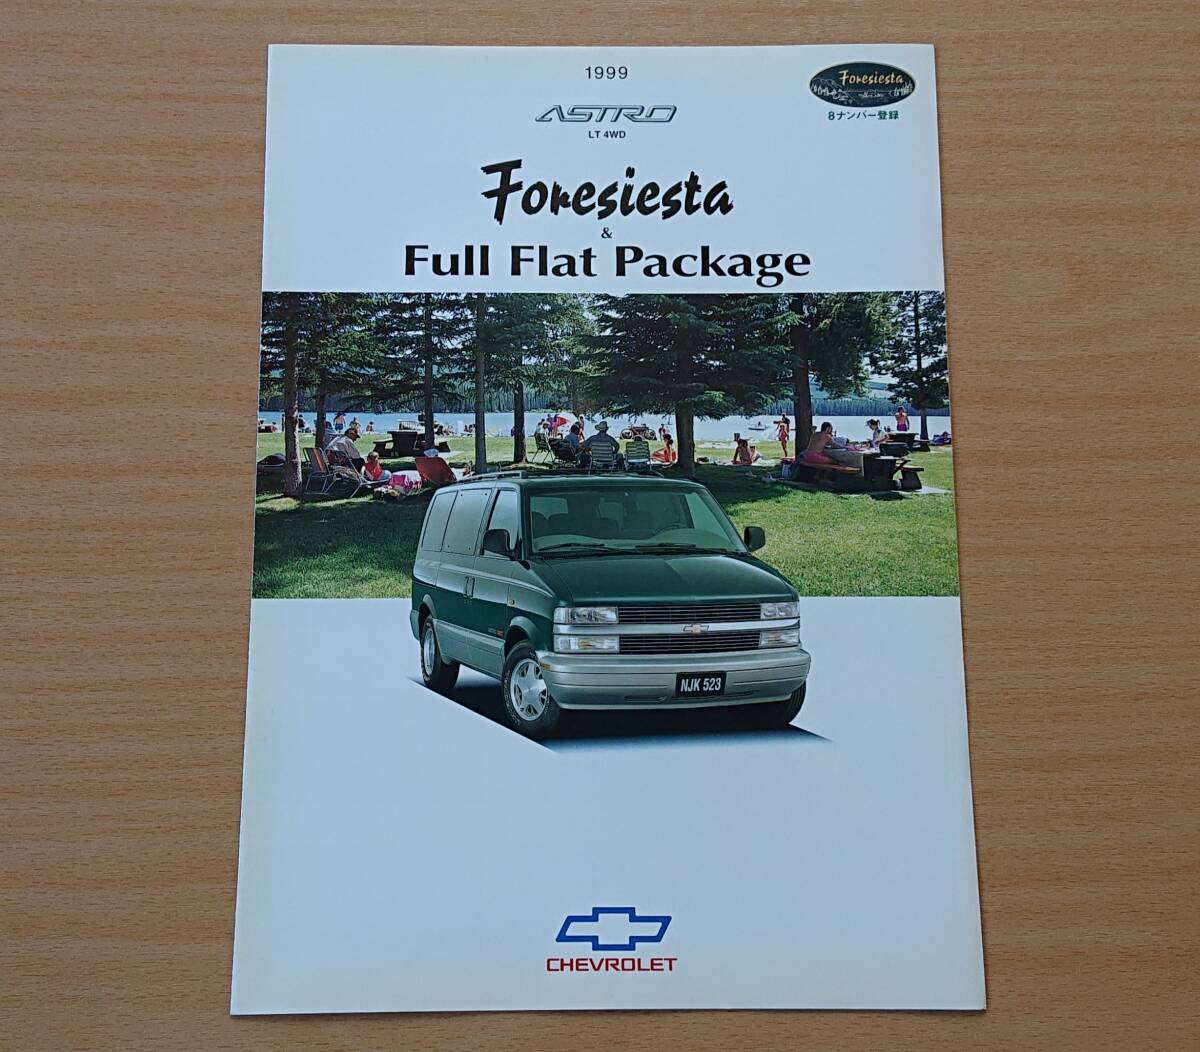 1999
ASTRO
LT 4WD
Foresiesta
8ナンバー登録
Foresiesta
&
Full Flat Package
NJK 523
CHEVROLET